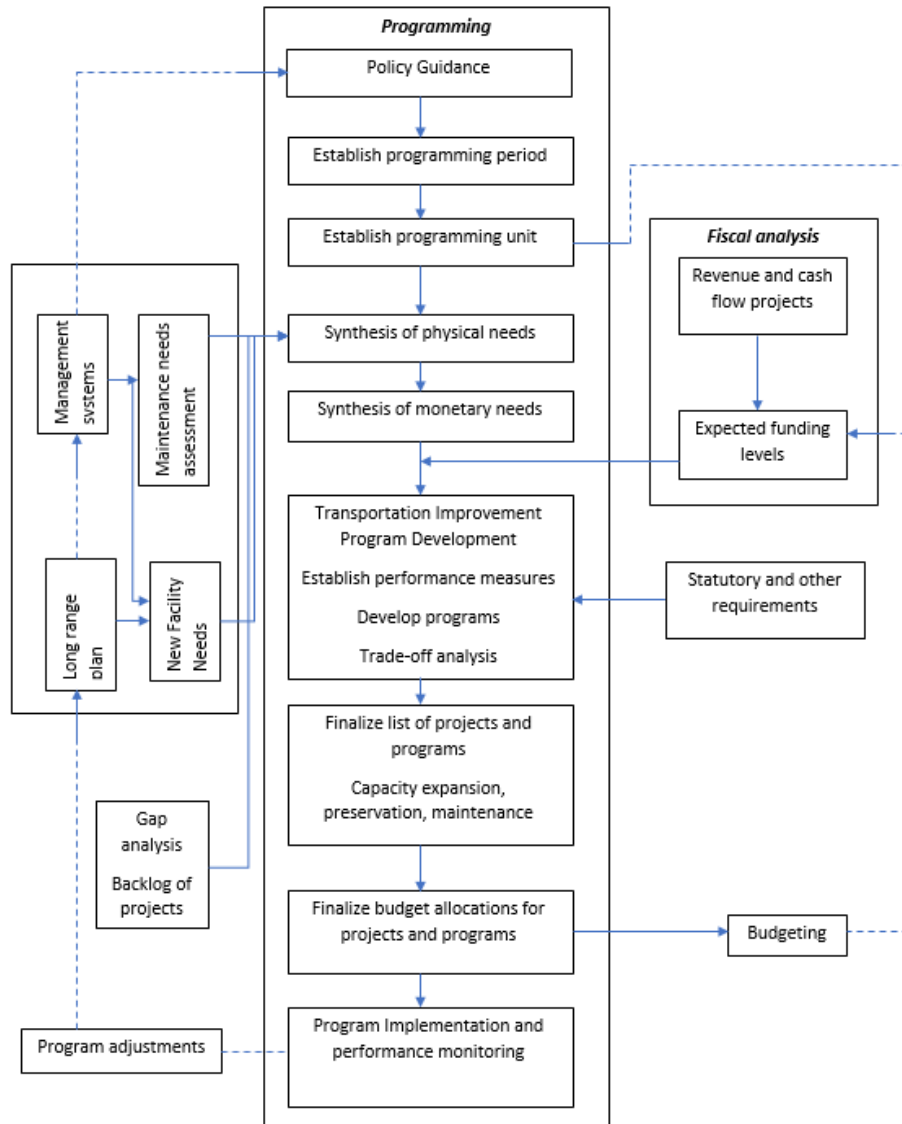 Programming
Policy Guidance
Establish programming period
Establish programming unit
Fiscal analysis
Revenue and cash
flow projects
Management
systems
Maintenance needs
assessment
Synthesis of physical needs
Synthesis of monetary needs
Expected funding
levels
Long range
plan
New Facility
Needs
Transportation Improvement
Program Development
Establish performance measures
Develop programs
Trade-off analysis
Statutory and other
requirements
Finalize list of projects and
programs
Capacity expansion,
preservation, maintenance
Gap
analysis
Backlog of
projects
Finalize budget allocations for
projects and programs
Budgeting
Program Implementation and
performance monitoring
Program adjustments